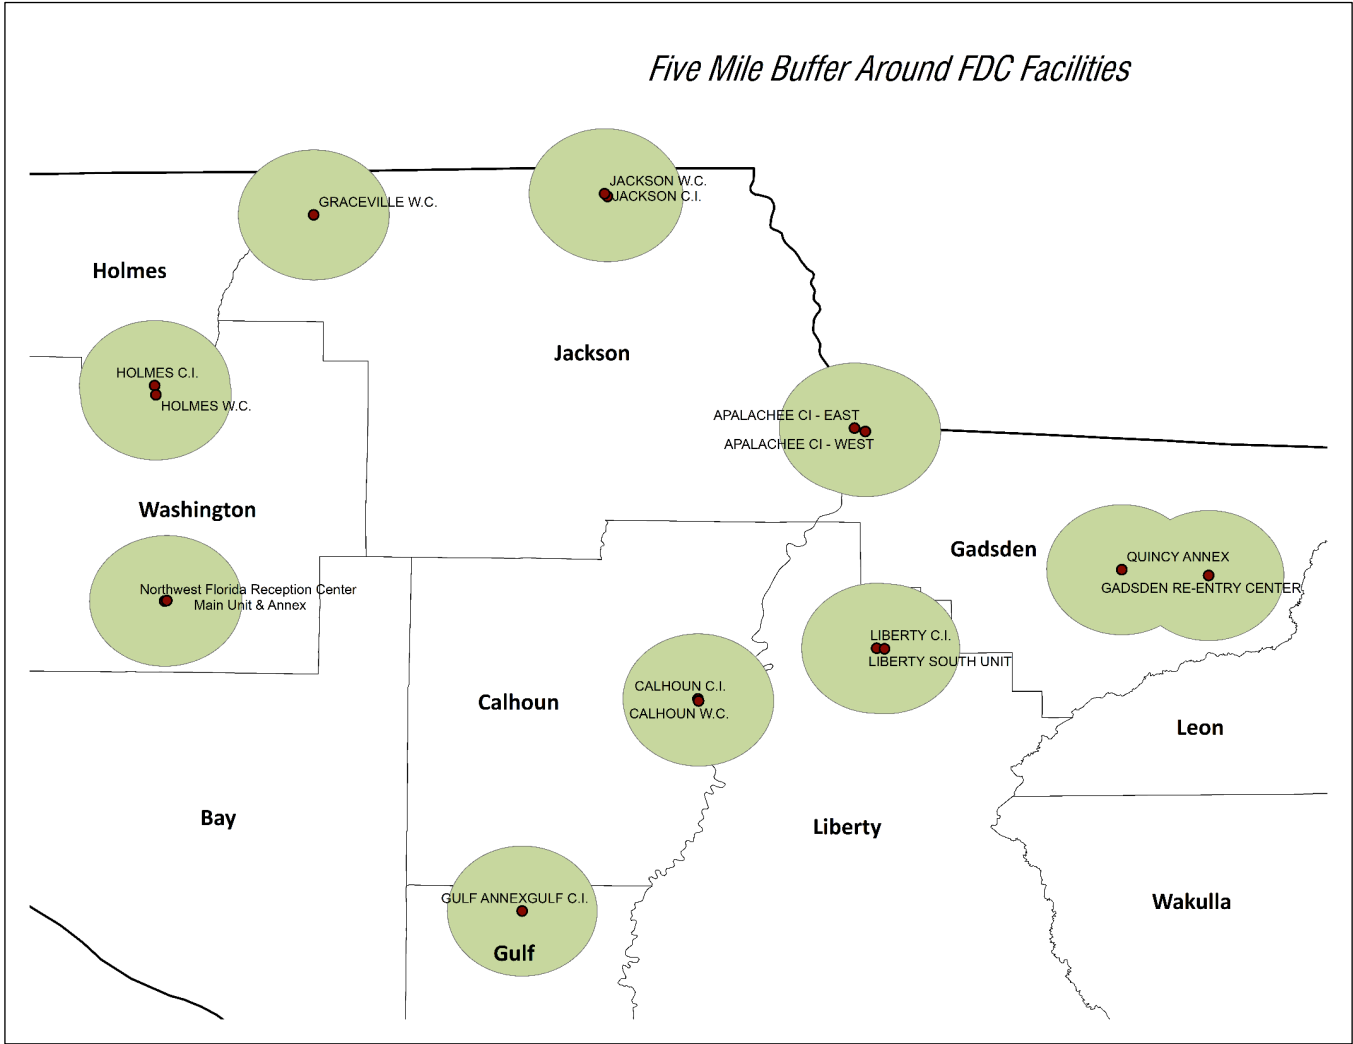 Five Mile Buffer Around FDC Facilities
JACKSON W.C.
JACKSON C.I.
GRACEVILLE W.C.
Holmes
Jackson
HOLMES C.I.
HOLMES W.C.
APALACHEE CI - EAST
APALACHEE CI - WEST
Washington
Gadsden
QUINCY ANNEX
GADSDEN RE-ENTRY CENTER
Northwest Florida Reception Center
Main Unit & Annex
LIBERTY C.I.
LIBERTY SOUTH UNIT
CALHOUN C.I.
CALHOUN W.C.
Calhoun
Leon
Bay
Liberty
GULF ANNEXGULF C.I.
Wakulla
Gulf